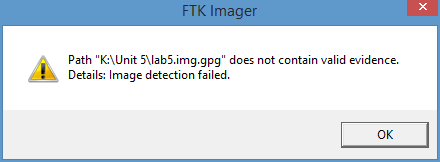 FTK Imager
Path "K:\Unit 5\lab5.img.gpg" does not contain valid evidence.
Details: Image detection failed.
OK